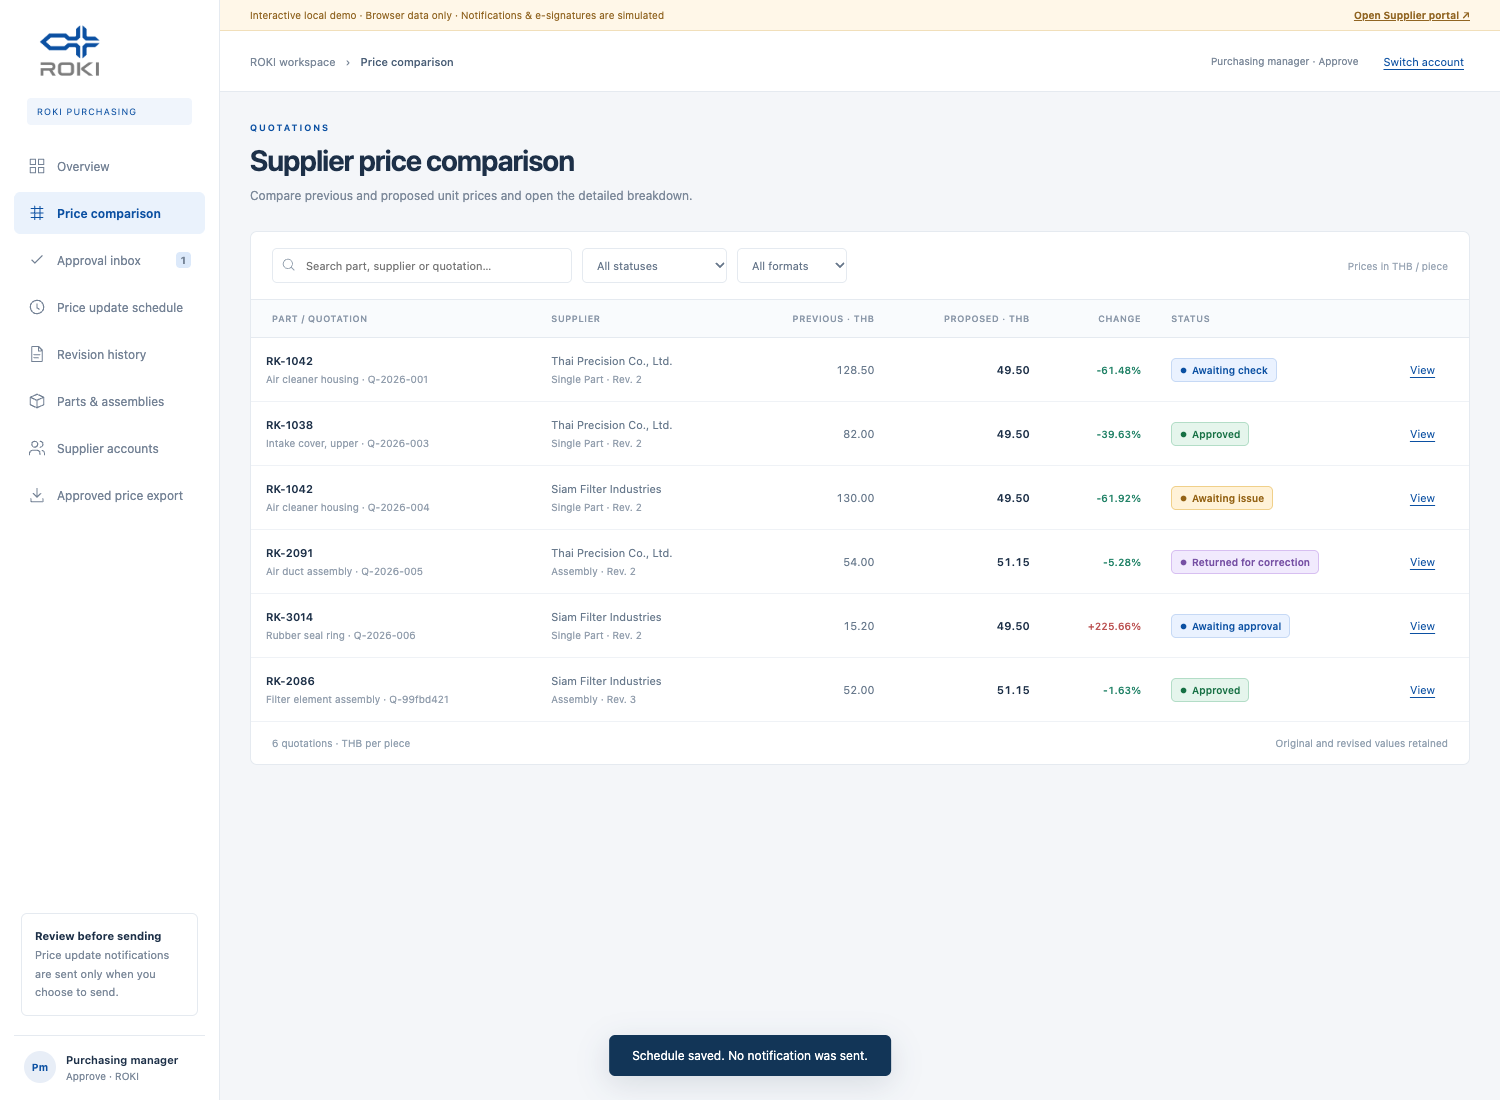 Interactive local demo · Browser data only · Notifications & e-signatures are simulated
Open Supplier portal ↗
ROKI
ROKI PURCHASING
Overview
Price comparison
Approval inbox 1
Price update schedule
Revision history
Parts & assemblies
Supplier accounts
Approved price export
Review before sending
Price update notifications
are sent only when you
choose to send.
Pm
Purchasing manager
Approve · ROKI
ROKI workspace › Price comparison
Purchasing manager · Approve
Switch account
QUOTATIONS
Supplier price comparison
Compare previous and proposed unit prices and open the detailed breakdown.
Search part, supplier or quotation...
All statuses
All formats
Prices in THB / piece
PART / QUOTATION SUPPLIER PREVIOUS · THB PROPOSED · THB CHANGE STATUS
RK-1042 Thai Precision Co., Ltd. 128.50 49.50 -61.48% Awaiting check View
Air cleaner housing · Q-2026-001 Single Part · Rev. 2
RK-1038 Thai Precision Co., Ltd. 82.00 49.50 -39.63% Approved View
Intake cover, upper · Q-2026-003 Single Part · Rev. 2
RK-1042 Siam Filter Industries 130.00 49.50 -61.92% Awaiting issue View
Air cleaner housing · Q-2026-004 Single Part · Rev. 2
RK-2091 Thai Precision Co., Ltd. 54.00 51.15 -5.28% Returned for correction View
Air duct assembly · Q-2026-005 Assembly · Rev. 2
RK-3014 Siam Filter Industries 15.20 49.50 +225.66% Awaiting approval View
Rubber seal ring · Q-2026-006 Single Part · Rev. 2
RK-2086 Siam Filter Industries 52.00 51.15 -1.63% Approved View
Filter element assembly · Q-99fbd421 Assembly · Rev. 3
6 quotations · THB per piece
Original and revised values retained
Schedule saved. No notification was sent.